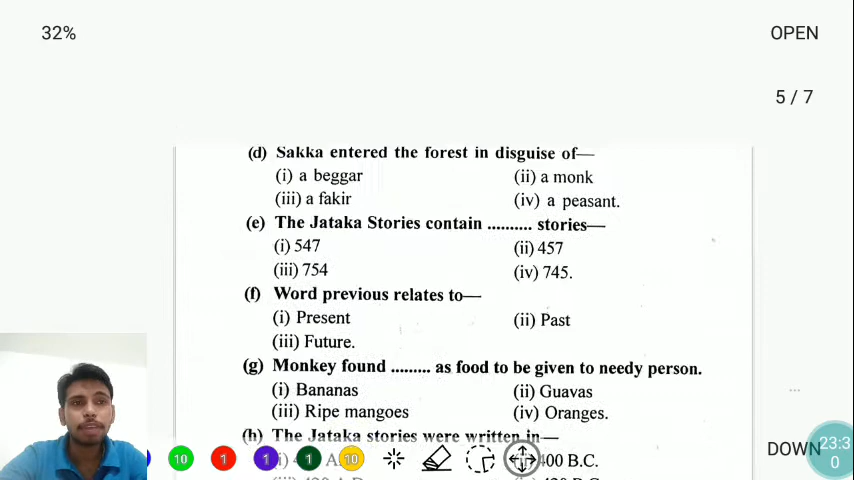 32%
OPEN
5 / 7
(d) Sakka entered the forest in disguise of—
(i) a beggar (ii) a monk
(iii) a fakir (iv) a peasant.
(e) The Jataka Stories contain .......... stories—
(i) 547 (ii) 457
(iii) 754 (iv) 745.
(f) Word previous relates to—
(i) Present (ii) Past
(iii) Future.
(g) Monkey found ......... as food to be given to needy person.
(i) Bananas (ii) Guavas
(iii) Ripe mangoes (iv) Oranges.
(h) The Jataka stories were written in—
400 B.C.
10 1 1 1 10
DOWN
23:3
0